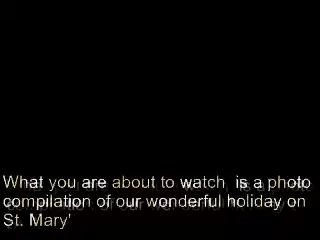 What you are about to watch is a photo
compilation of our wonderful holiday on
St. Mary'